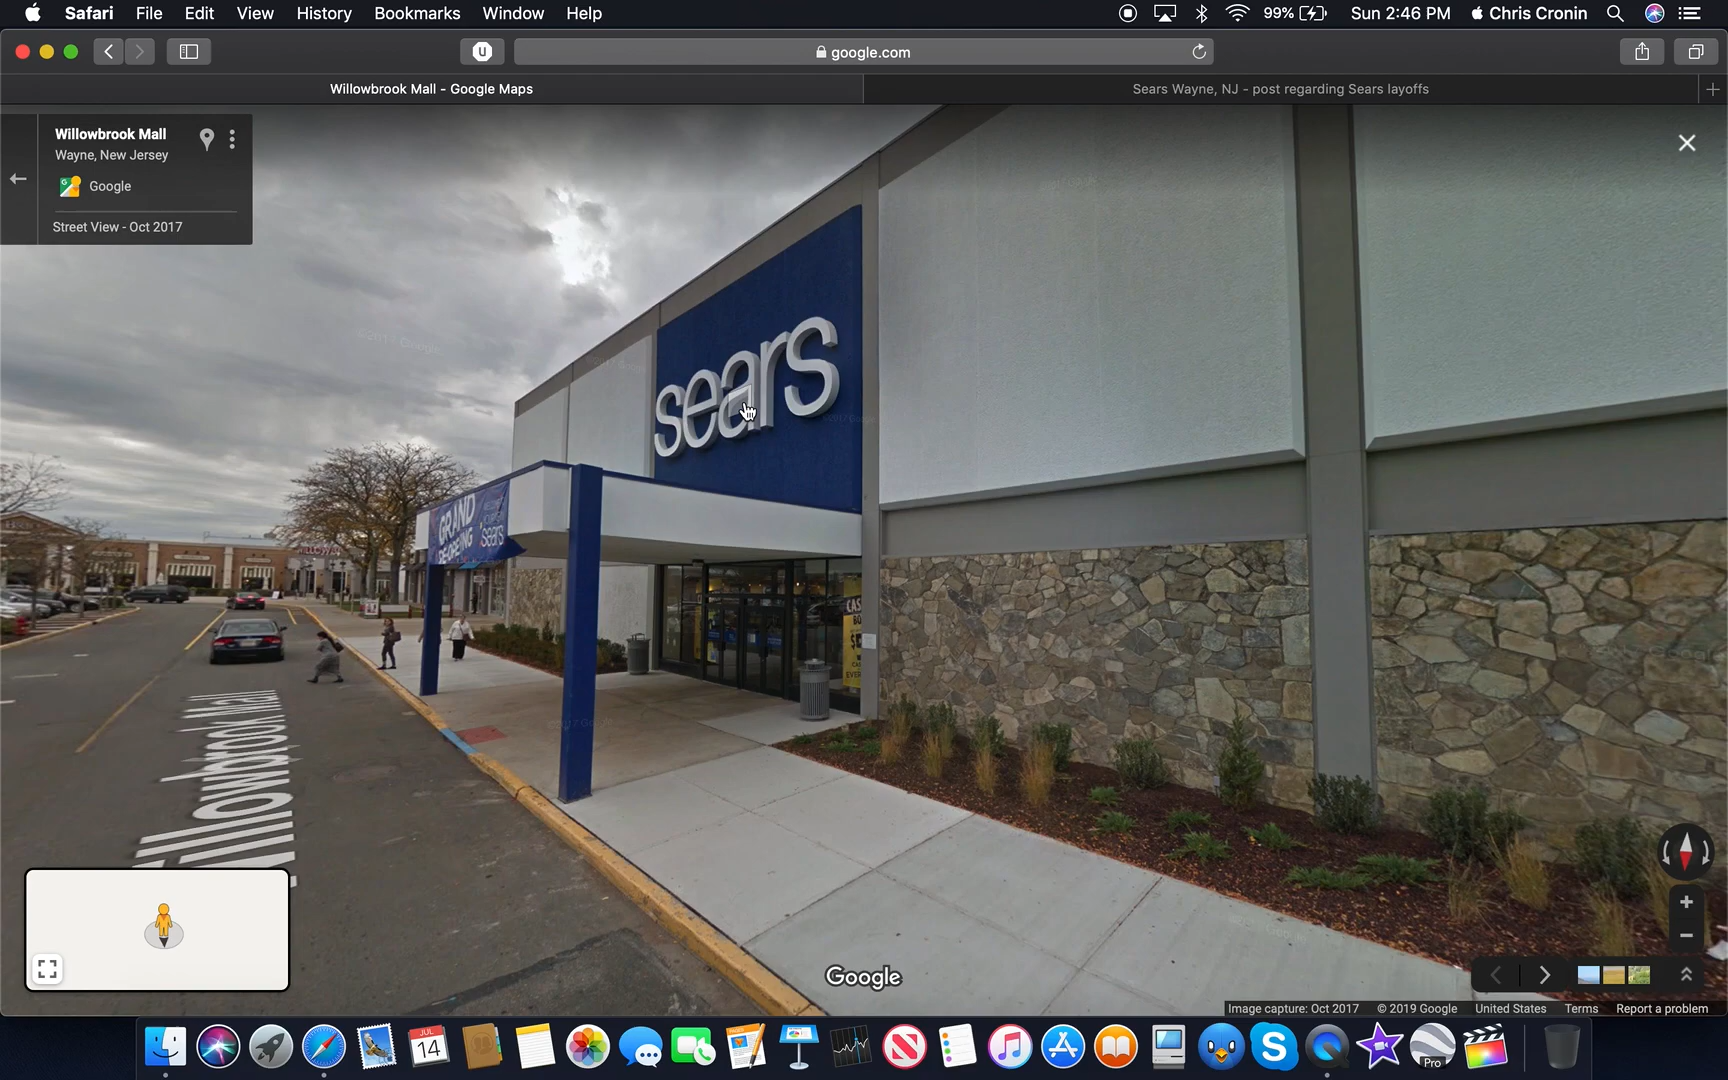 Safari File Edit View History Bookmarks Window Help 99% Sun 2:46 PM Chris Cronin
google.com
Willowbrook Mall - Google Maps
Sears Wayne, NJ - post regarding Sears layoffs
Willowbrook Mall
Wayne, New Jersey
Google
Street View - Oct 2017
sears
GRAND
RE-OPENING
sears
Willowbrook Mall
Google
Image capture: Oct 2017 © 2019 Google United States Terms Report a problem
JUL
14
Pro